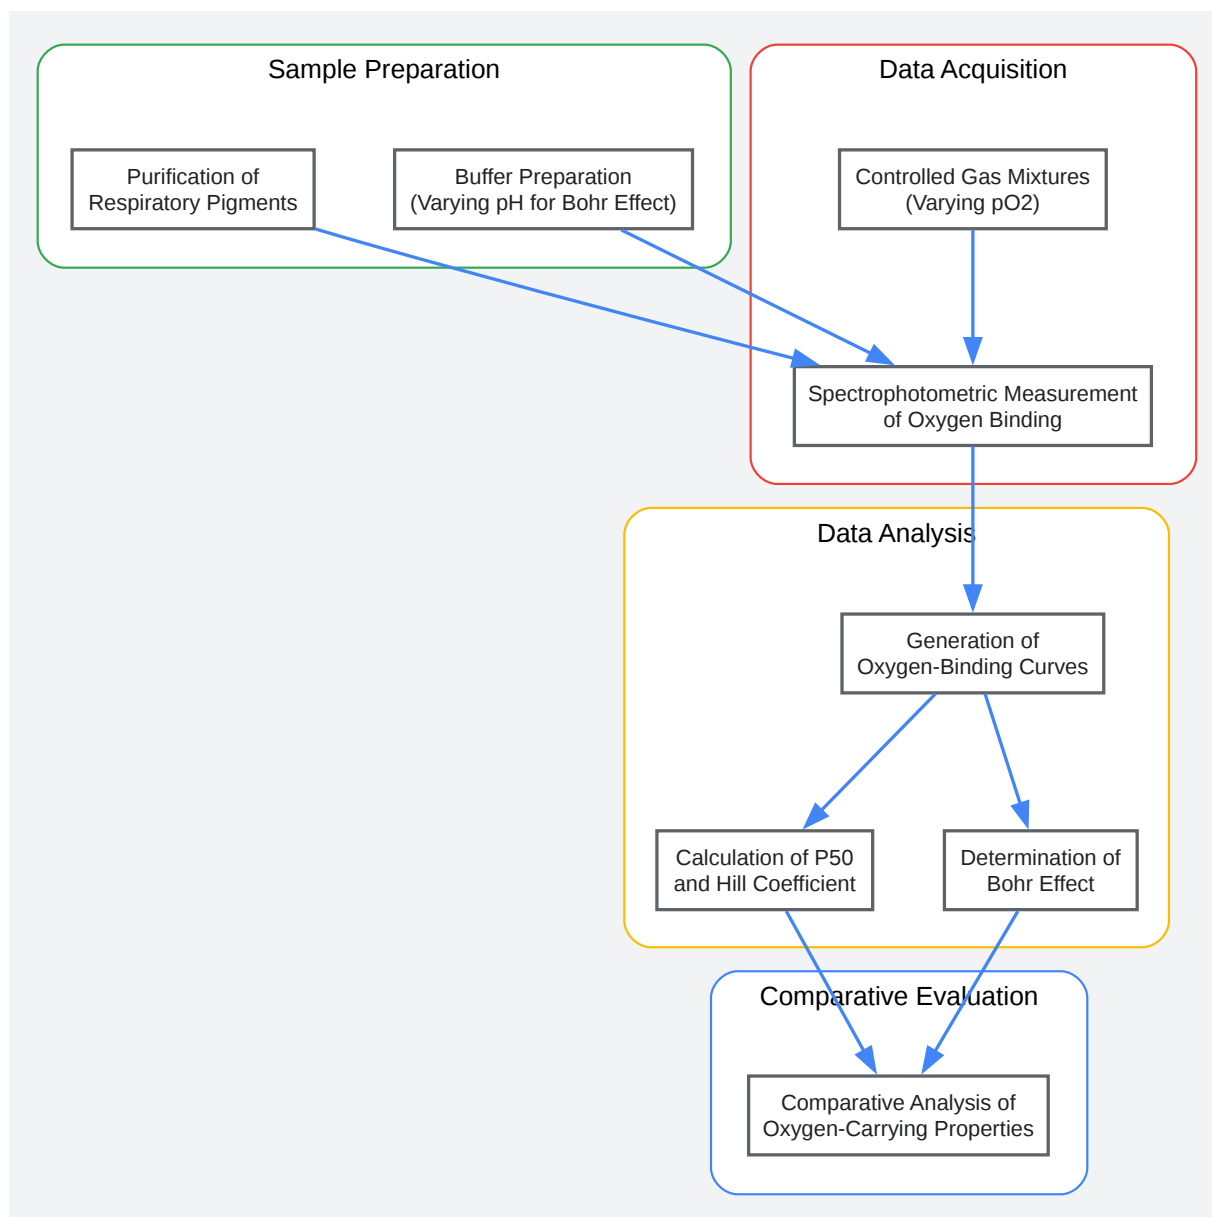 Sample Preparation
Purification of
Respiratory Pigments
Buffer Preparation
(Varying pH for Bohr Effect)
Data Acquisition
Controlled Gas Mixtures
(Varying pO2)
Spectrophotometric Measurement
of Oxygen Binding
Data Analysis
Generation of
Oxygen-Binding Curves
Calculation of P50
and Hill Coefficient
Determination of
Bohr Effect
Comparative Evaluation
Comparative Analysis of
Oxygen-Carrying Properties